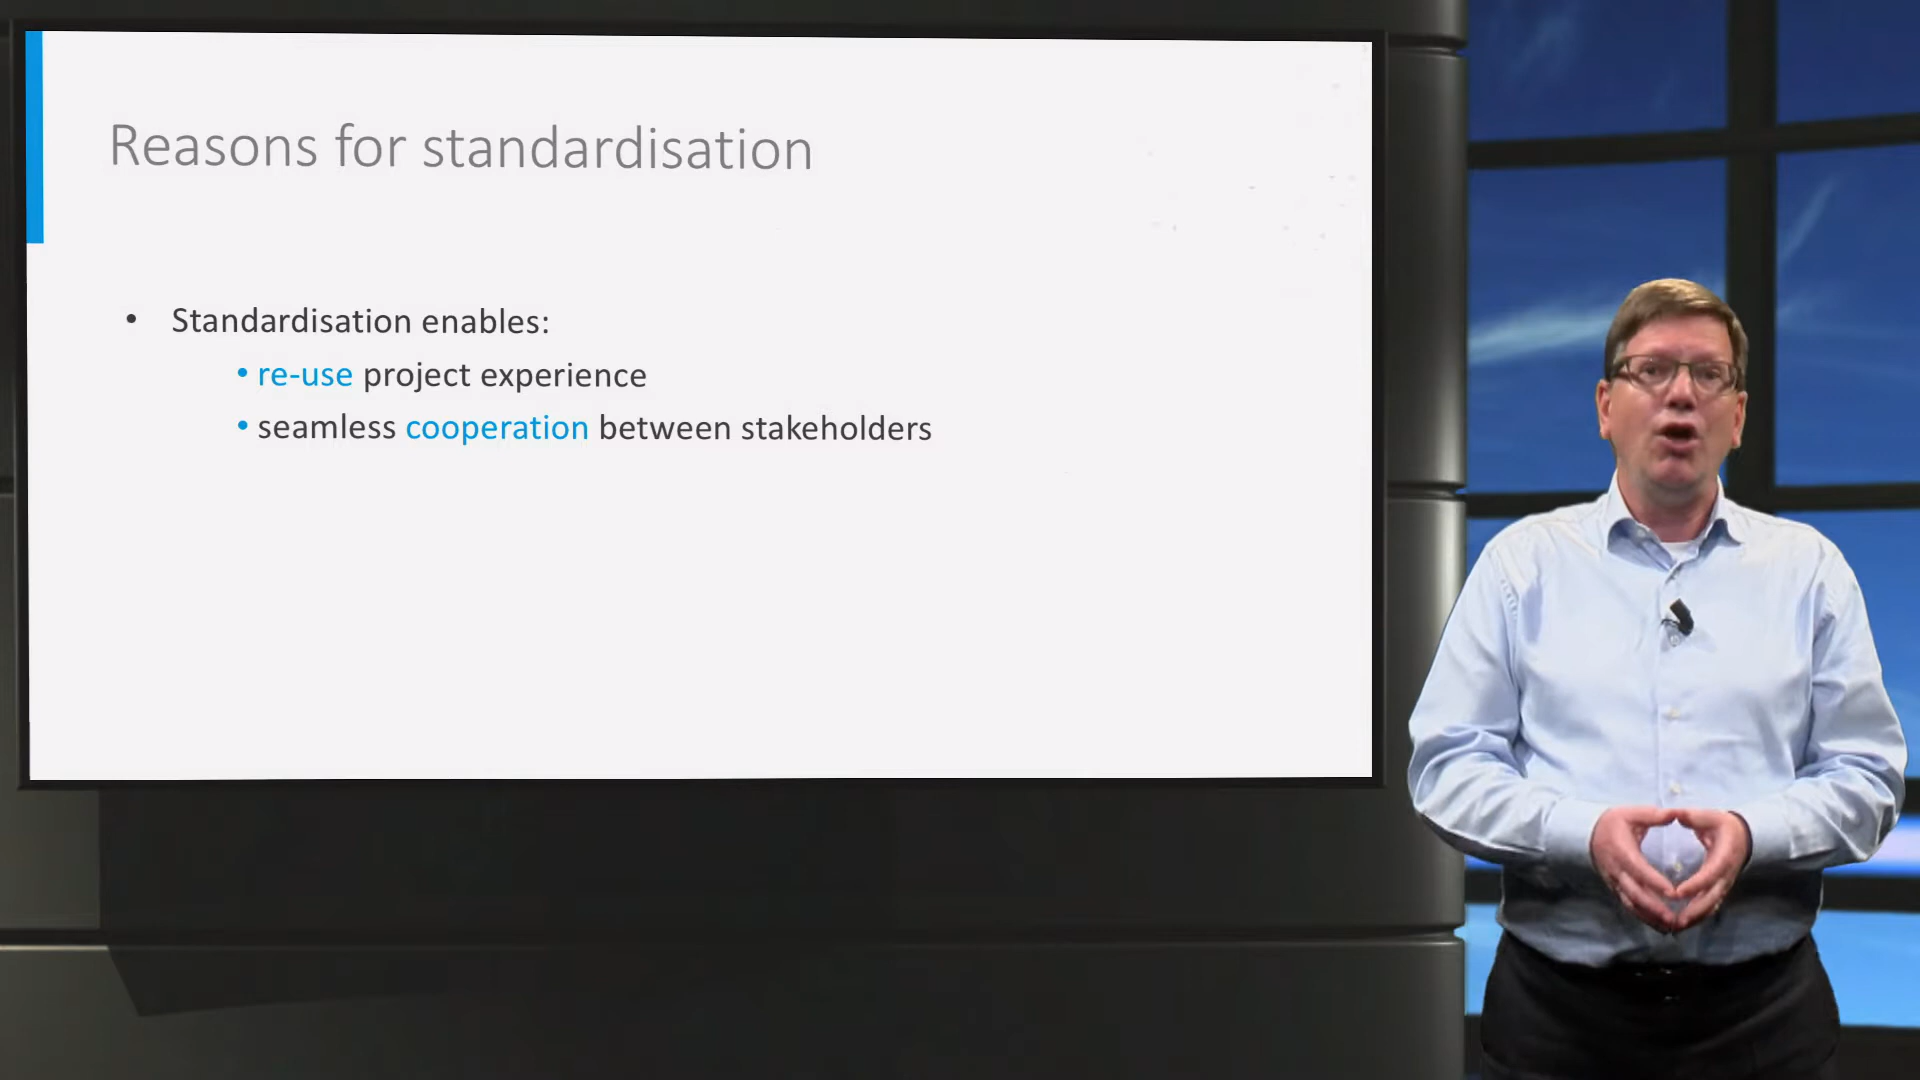 Reasons for standardisation
• Standardisation enables:
• re-use project experience
• seamless cooperation between stakeholders